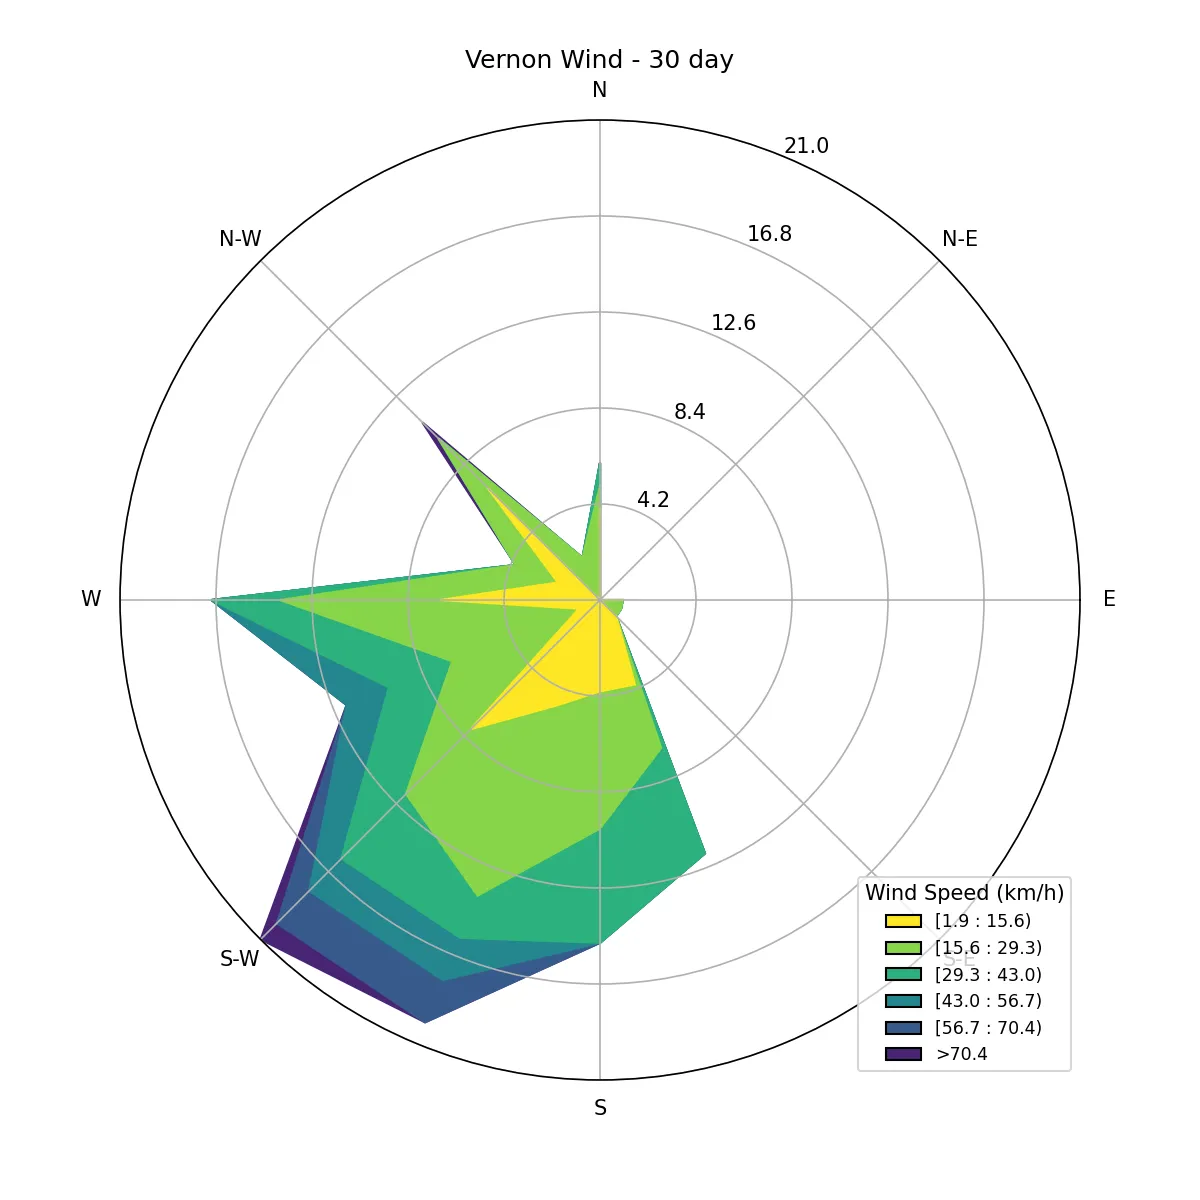 Vernon Wind - 30 day
N
21.0
16.8
N-W
N-E
12.6
8.4
4.2
W
E
Wind Speed (km/h)
[1.9 : 15.6)
[15.6 : 29.3)
S-W
S-E
[29.3 : 43.0)
[43.0 : 56.7)
[56.7 : 70.4)
>70.4
S